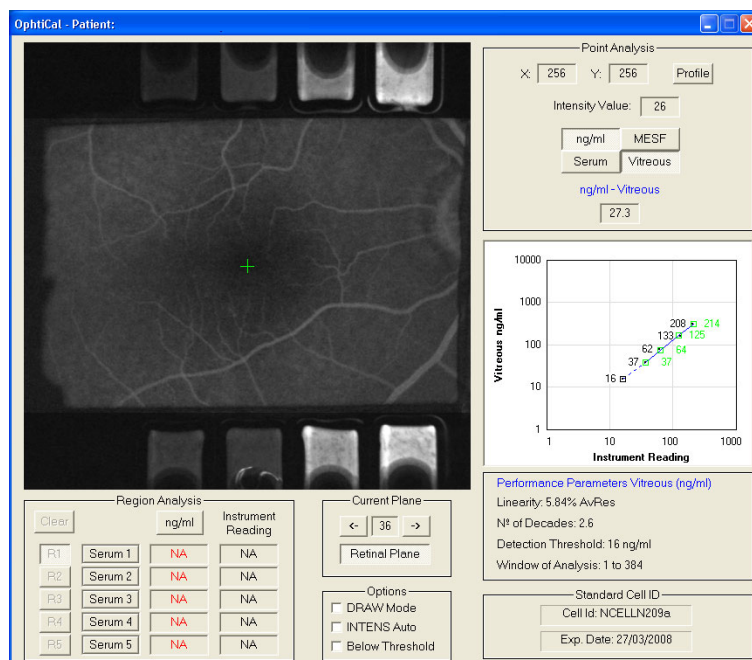 OphtiCal - Patient:
Point Analysis
X: 256 Y: 256 Profile
Intensity Value: 26
ng/ml MESF
Serum Vitreous
ng/ml - Vitreous
27.3
10000
1000
100
10
1
Vitreous ng/ml
208 214
133 125
62 64
37 37
16
1 10 100 1000
Instrument Reading
Performance Parameters Vitreous (ng/ml)
Linearity: 5.84% AvRes
Nº of Decades: 2.6
Detection Threshold: 16 ng/ml
Window of Analysis: 1 to 384
Standard Cell ID
Cell Id: NCELLN209a
Exp. Date: 27/03/2008
Region Analysis
Clear ng/ml Instrument
Reading
R1 Serum 1 NA NA
R2 Serum 2 NA NA
R3 Serum 3 NA NA
R4 Serum 4 NA NA
R5 Serum 5 NA NA
Current Plane
<- 36 ->
Retinal Plane
Options
DRAW Mode
INTENS Auto
Below Threshold